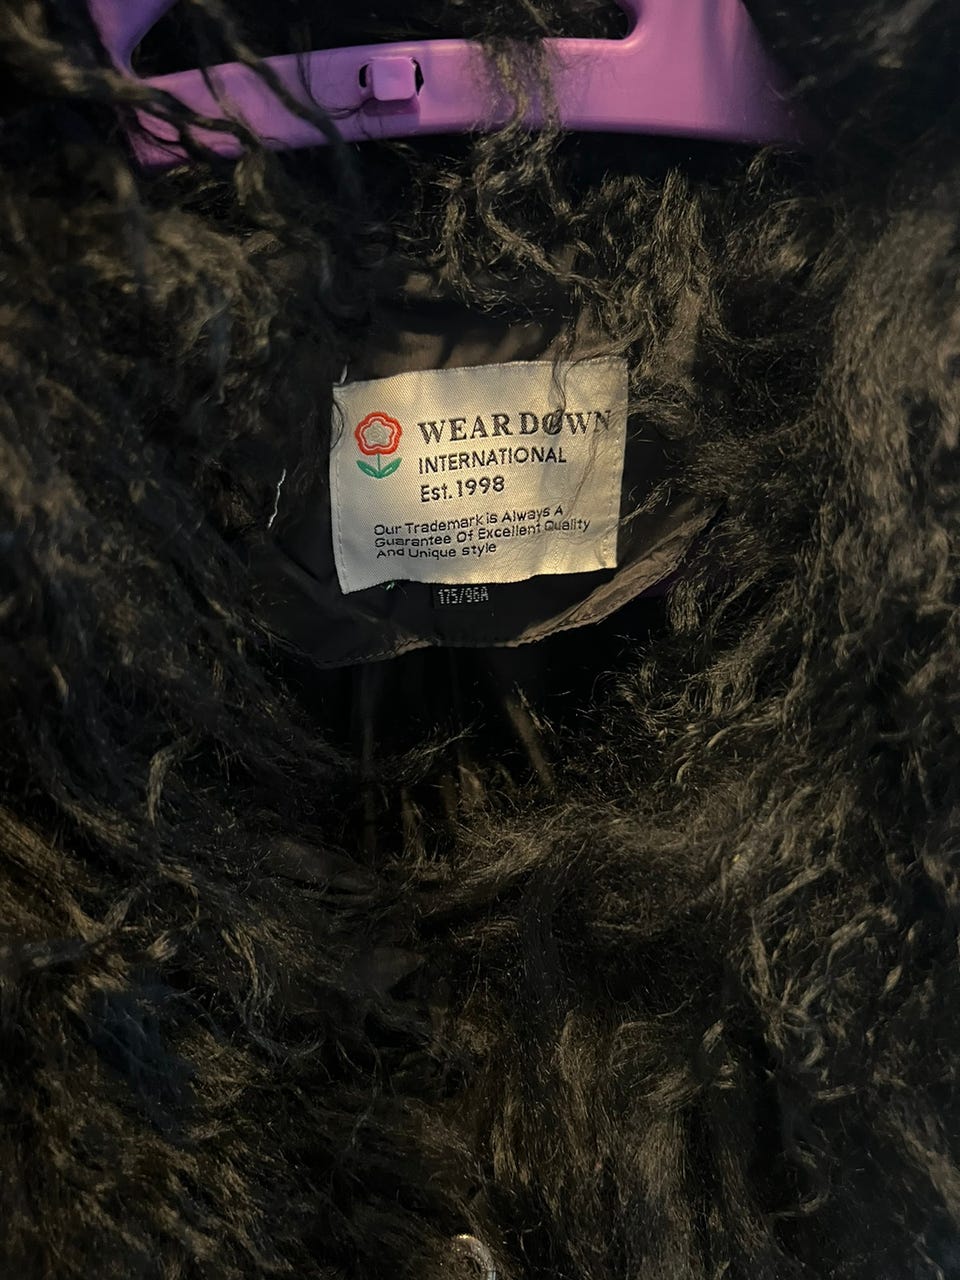 WEARDOWN
INTERNATIONAL
Est.1998
Our Trademark is Always A
Guarantee Of Excellent Quality
And Unique style
175/96A